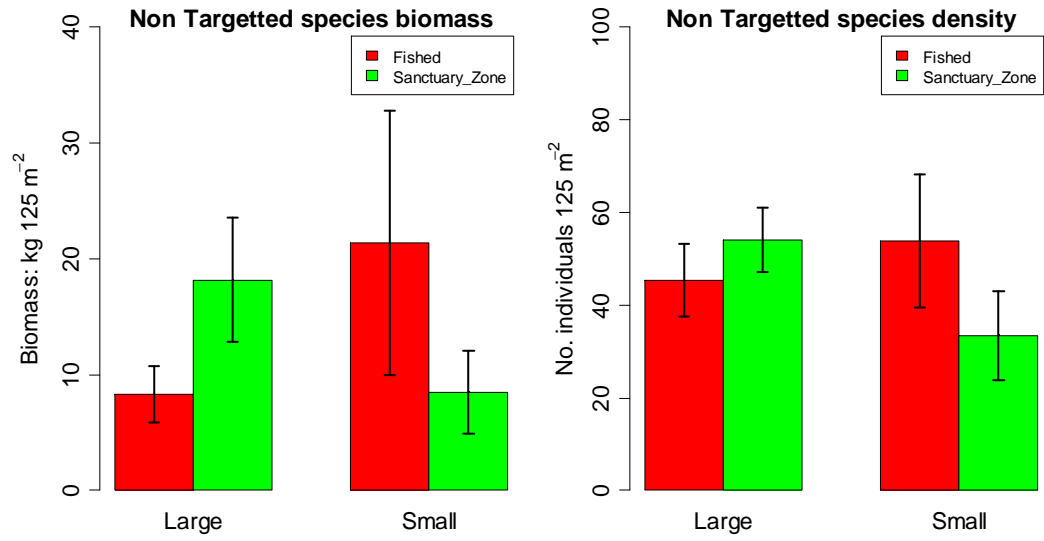 Non Targetted species biomass
Fished
Sanctuary_Zone
Biomass: kg 125 m⁻²
40
30
20
10
0
Large
Small
Non Targetted species density
Fished
Sanctuary_Zone
No. individuals 125 m⁻²
100
80
60
40
20
0
Large
Small